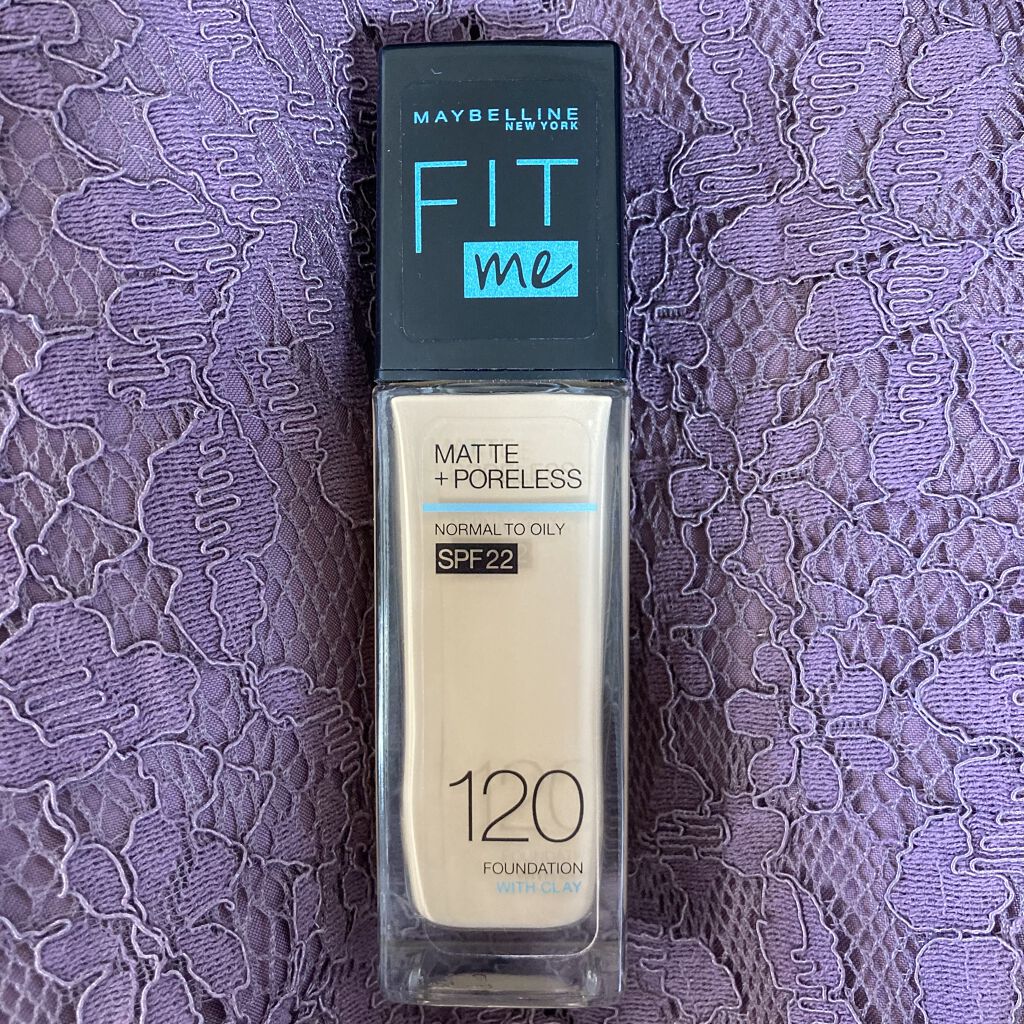 MAYBELLINE
NEW YORK
FIT
me
MATTE
+ PORELESS
NORMAL TO OILY
SPF 22
120
FOUNDATION
WITH CLAY